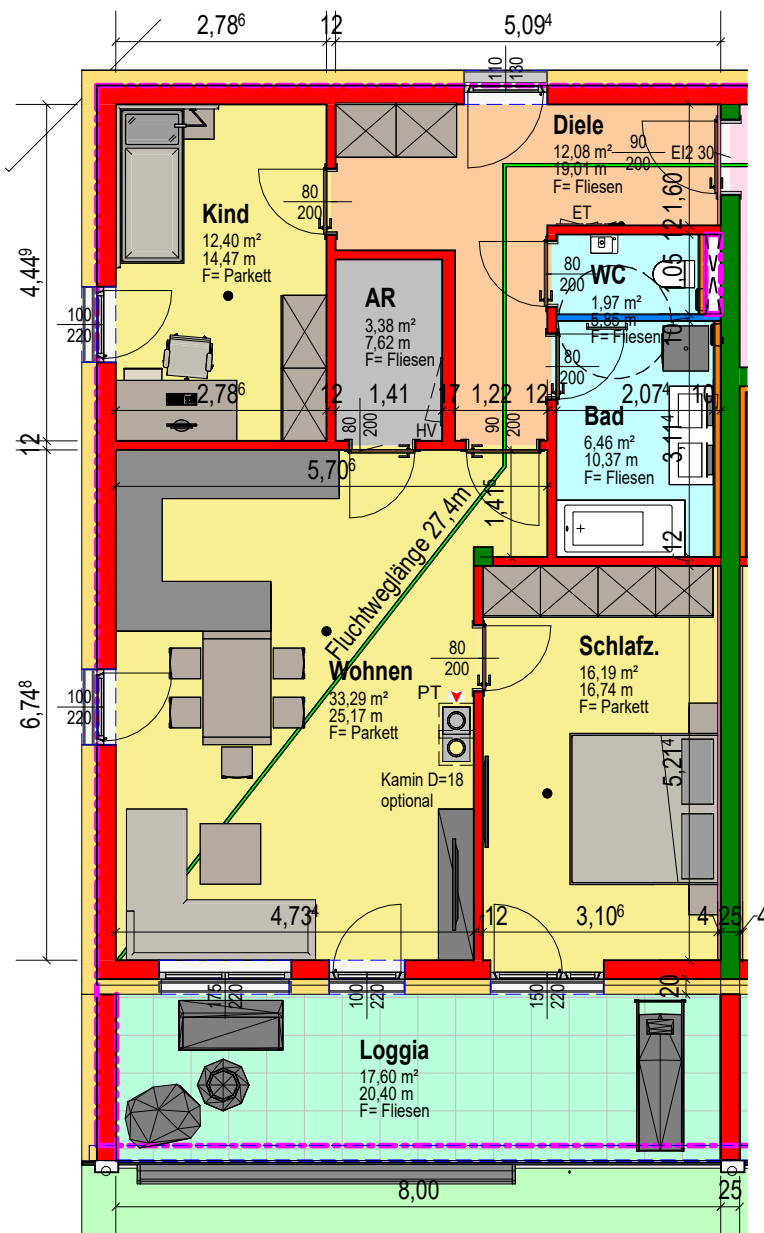 2,78⁶ 12 5,09⁴
110
130
Diele
12,08 m²
19,01 m
F= Fliesen
90
200
EI2 30
1,60
12
ET
80
200
Kind
12,40 m²
14,47 m
F= Parkett
4,44⁹
80
200
WC
1,97 m²
5,85 m
F= Fliesen
1,05
10
AR
3,38 m²
7,62 m
F= Fliesen
100
220
80
200
2,78⁶ 12 1,41 17 1,22 12 2,07⁴ 10
Bad
6,46 m²
10,37 m
F= Fliesen
3,11⁴
80
200
HV
90
200
12
5,70⁶
1,41⁵
12
Fluchtweglänge 27,4m
80
200
Wohnen
33,29 m²
25,17 m
F= Parkett
PT
Schlafz.
16,19 m²
16,74 m
F= Parkett
100
220
6,74⁸
5,21⁴
Kamin D=18
optional
4,73⁴ 12 3,10⁶ 4 25 4
175
220
100
220
150
220
20
Loggia
17,60 m²
20,40 m
F= Fliesen
8,00 25